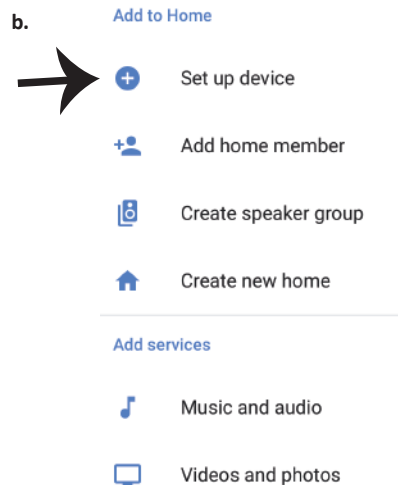 b.
Add to Home
Set up device
Add home member
Create speaker group
Create new home
Add services
Music and audio
Videos and photos